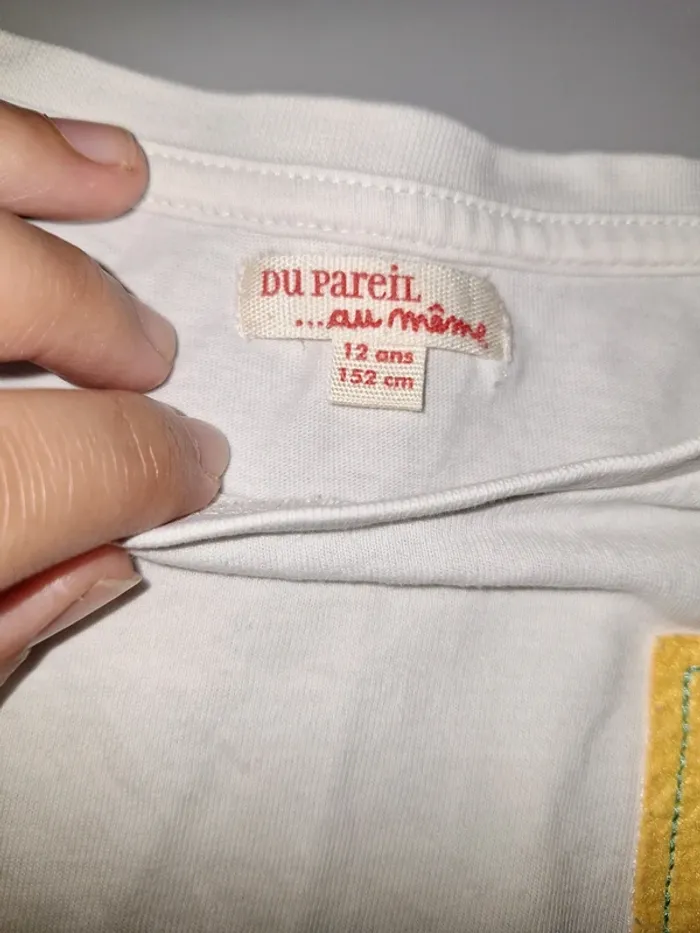 DU PAREIL
...au même
12 ans
152 cm